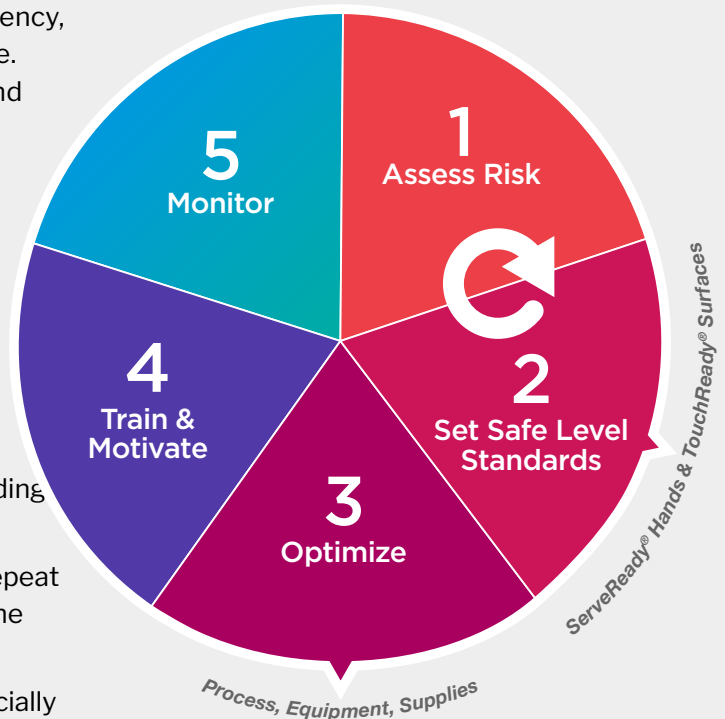 ency,
e.
nd
ding
epeat
ne
cially
1
Assess Risk
2
Set Safe Level
Standards
ServeReady® Hands & TouchReady® Surfaces
3
Optimize
Process, Equipment, Supplies
4
Train &
Motivate
5
Monitor